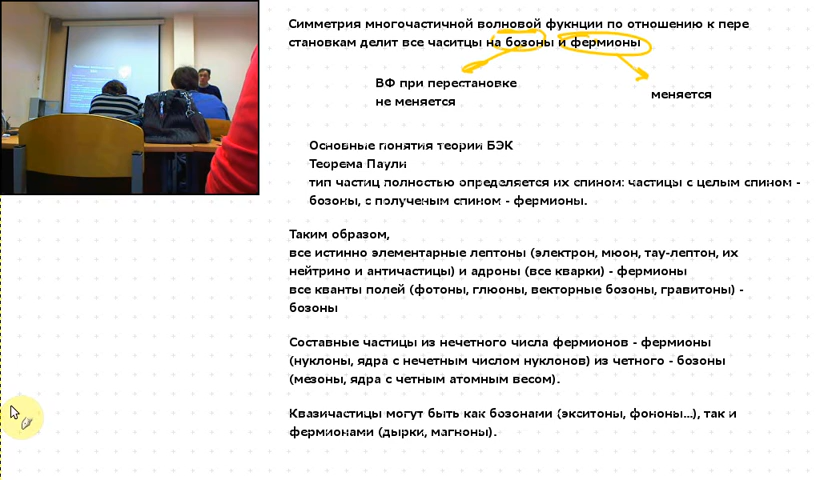 Симметрия многочастичной волновой фукнции по отношению к пере
становкам делит все часитцы на бозоны и фермионы
ВФ при перестановке
не меняется
меняется
Основные понятия теории БЭК
Теорема Паули
тип частиц полностью определяется их спином: частицы с целым спином -
бозоны, с полученым спином - фермионы.
Таким образом,
все истинно элементарные лептоны (электрон, мюон, тау-лептон, их
нейтрино и античастицы) и адроны (все кварки) - фермионы
все кванты полей (фотоны, глюоны, векторные бозоны, гравитоны) -
бозоны
Составные частицы из нечетного числа фермионов - фермионы
(нуклоны, ядра с нечетным числом нуклонов) из четного - бозоны
(мезоны, ядра с четным атомным весом).
Квазичастицы могут быть как бозонами (экситоны, фононы...), так и
фермионами (дырки, магноны).